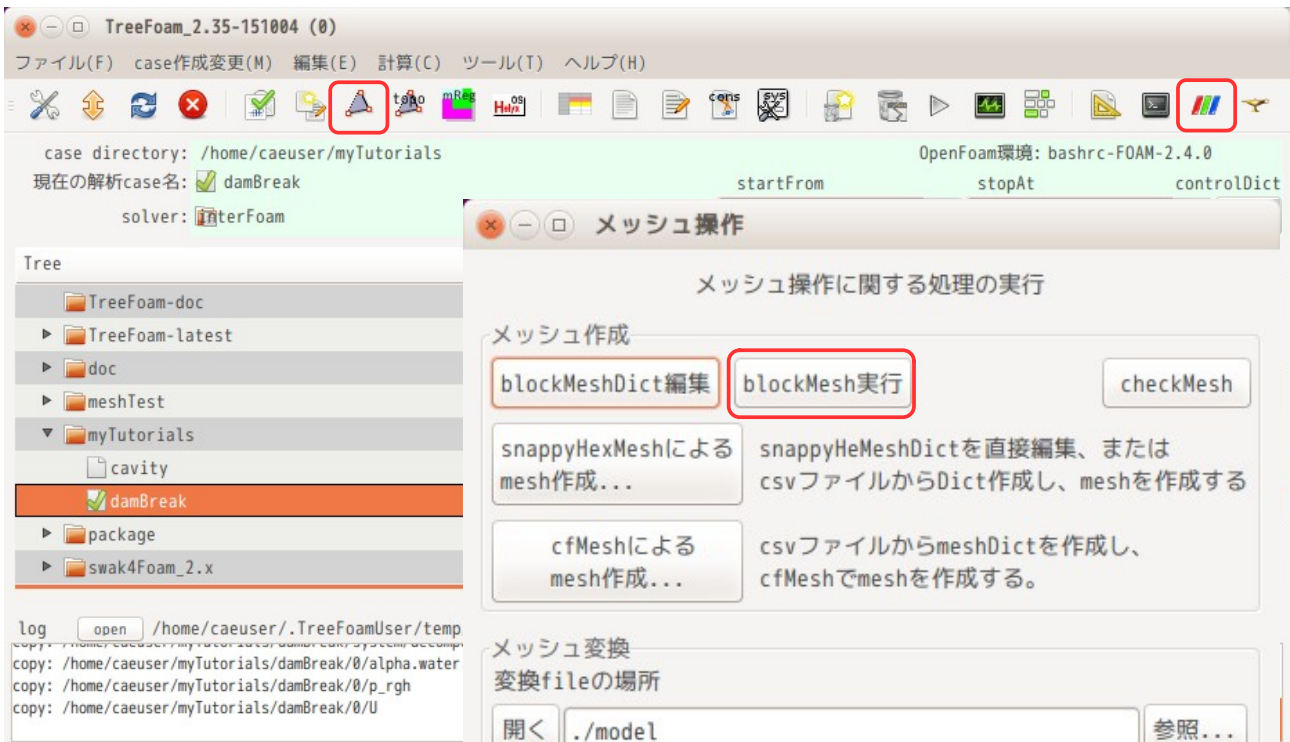 TreeFoam_2.35-151004 (0)
ファイル(F) case作成変更(M) 編集(E) 計算(C) ツール(T) ヘルプ(H)
topo mReg Helyx OS cons sys
case directory: /home/caeuser/myTutorials
OpenFoam環境: bashrc-FOAM-2.4.0
現在の解析case名: damBreak
startFrom stopAt controlDict
solver: interFoam
Tree
TreeFoam-doc
TreeFoam-latest
doc
meshTest
myTutorials
cavity
damBreak
package
swak4Foam_2.x
log open /home/caeuser/.TreeFoamUser/temp
copy: /home/caeuser/myTutorials/damBreak/system/decomp
copy: /home/caeuser/myTutorials/damBreak/0/alpha.water
copy: /home/caeuser/myTutorials/damBreak/0/p_rgh
copy: /home/caeuser/myTutorials/damBreak/0/U
メッシュ操作
メッシュ操作に関する処理の実行
メッシュ作成
blockMeshDict編集 blockMesh実行 checkMesh
snappyHexMeshによる
mesh作成...
snappyHeMeshDictを直接編集、または
csvファイルからDict作成し、meshを作成する
cfMeshによる
mesh作成...
csvファイルからmeshDictを作成し、
cfMeshでmeshを作成する。
メッシュ変換
変換fileの場所
開く ./model 参照...